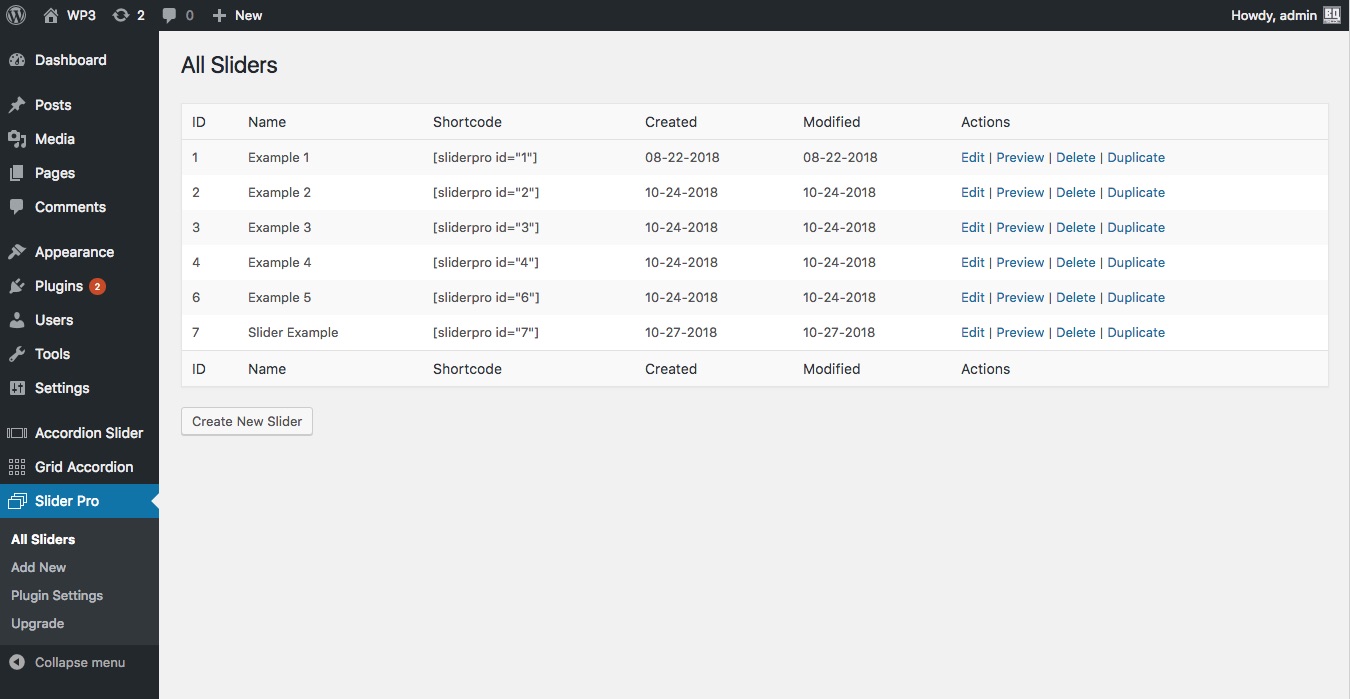 WP3 2 0 New Howdy, admin
Dashboard
Posts
Media
Pages
Comments
Appearance
Plugins 2
Users
Tools
Settings
Accordion Slider
Grid Accordion
Slider Pro
All Sliders
Add New
Plugin Settings
Upgrade
Collapse menu
All Sliders
ID Name Shortcode Created Modified Actions
1 Example 1 [sliderpro id="1"] 08-22-2018 08-22-2018 Edit | Preview | Delete | Duplicate
2 Example 2 [sliderpro id="2"] 10-24-2018 10-24-2018 Edit | Preview | Delete | Duplicate
3 Example 3 [sliderpro id="3"] 10-24-2018 10-24-2018 Edit | Preview | Delete | Duplicate
4 Example 4 [sliderpro id="4"] 10-24-2018 10-24-2018 Edit | Preview | Delete | Duplicate
6 Example 5 [sliderpro id="6"] 10-24-2018 10-24-2018 Edit | Preview | Delete | Duplicate
7 Slider Example [sliderpro id="7"] 10-27-2018 10-27-2018 Edit | Preview | Delete | Duplicate
ID Name Shortcode Created Modified Actions
Create New Slider